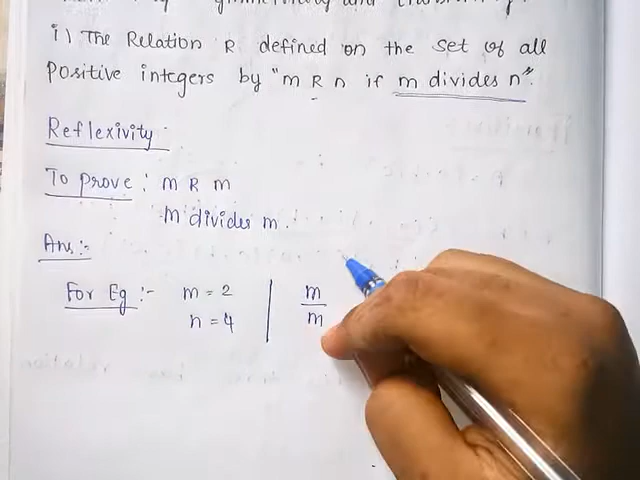 i) The Relation R defined on the set of all
positive integers by "m R n if m divides n".
Reflexivity
To prove : m R m
m divides m.
Ans:-
For Eg :- m = 2
n = 4
m
m